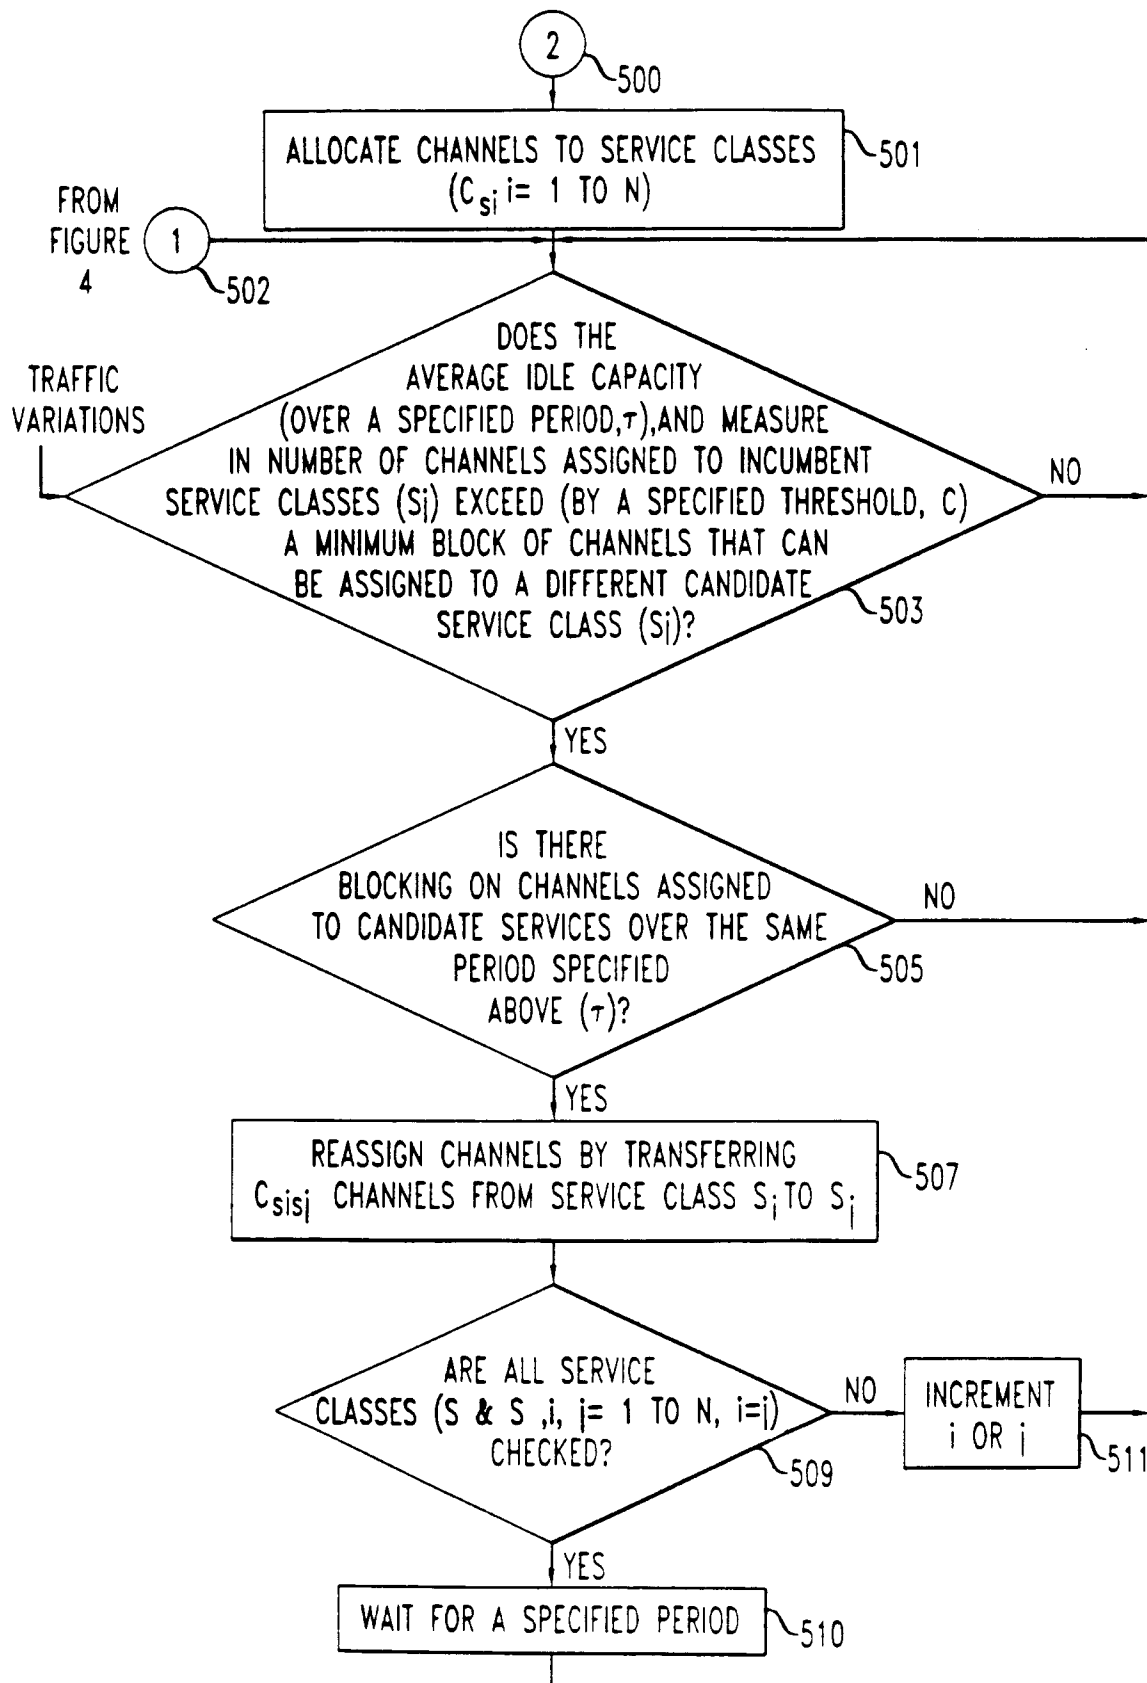 2
500
ALLOCATE CHANNELS TO SERVICE CLASSES
(Csi i= 1 TO N)
501
FROM
FIGURE
4
1
502
TRAFFIC
VARIATIONS
DOES THE
AVERAGE IDLE CAPACITY
(OVER A SPECIFIED PERIOD,τ),AND MEASURE
IN NUMBER OF CHANNELS ASSIGNED TO INCUMBENT
SERVICE CLASSES (Si) EXCEED (BY A SPECIFIED THRESHOLD, C)
A MINIMUM BLOCK OF CHANNELS THAT CAN
BE ASSIGNED TO A DIFFERENT CANDIDATE
SERVICE CLASS (Sj)?
NO
503
YES
IS THERE
BLOCKING ON CHANNELS ASSIGNED
TO CANDIDATE SERVICES OVER THE SAME
PERIOD SPECIFIED
ABOVE (τ)?
NO
505
YES
REASSIGN CHANNELS BY TRANSFERRING
Csisj CHANNELS FROM SERVICE CLASS Si TO Sj
507
ARE ALL SERVICE
CLASSES (S & S ,i, j= 1 TO N, i=j)
CHECKED?
NO
509
INCREMENT
i OR j
511
YES
WAIT FOR A SPECIFIED PERIOD
510